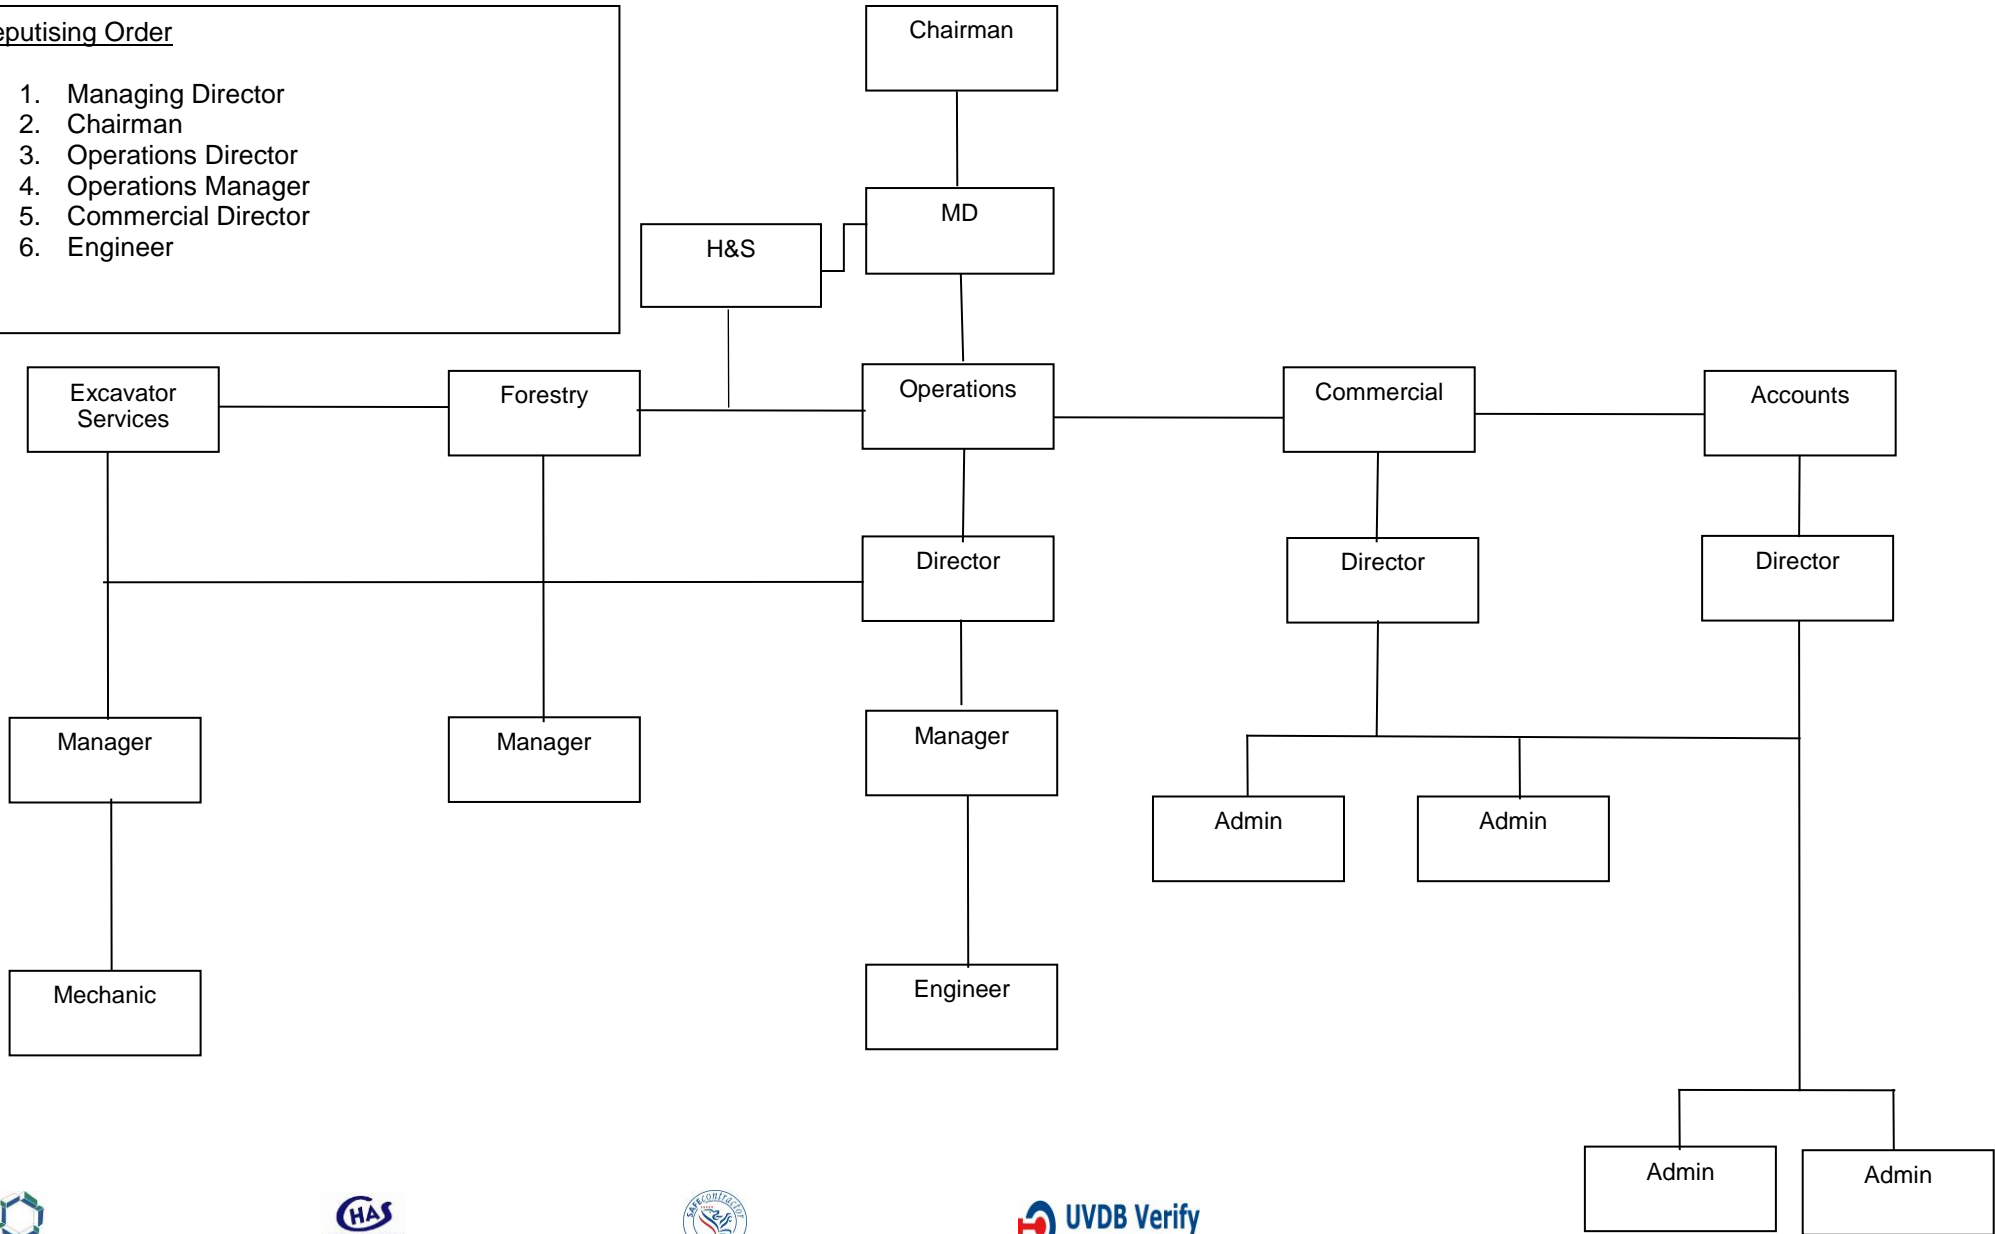 eputising Order
1. Managing Director
2. Chairman
3. Operations Director
4. Operations Manager
5. Commercial Director
6. Engineer
Chairman
MD
H&S
Excavator
Services
Forestry
Operations
Commercial
Accounts
Director
Director
Director
Manager
Manager
Manager
Admin
Admin
Mechanic
Engineer
Admin
Admin
CHAS
SAFEcontractor
UVDB Verify